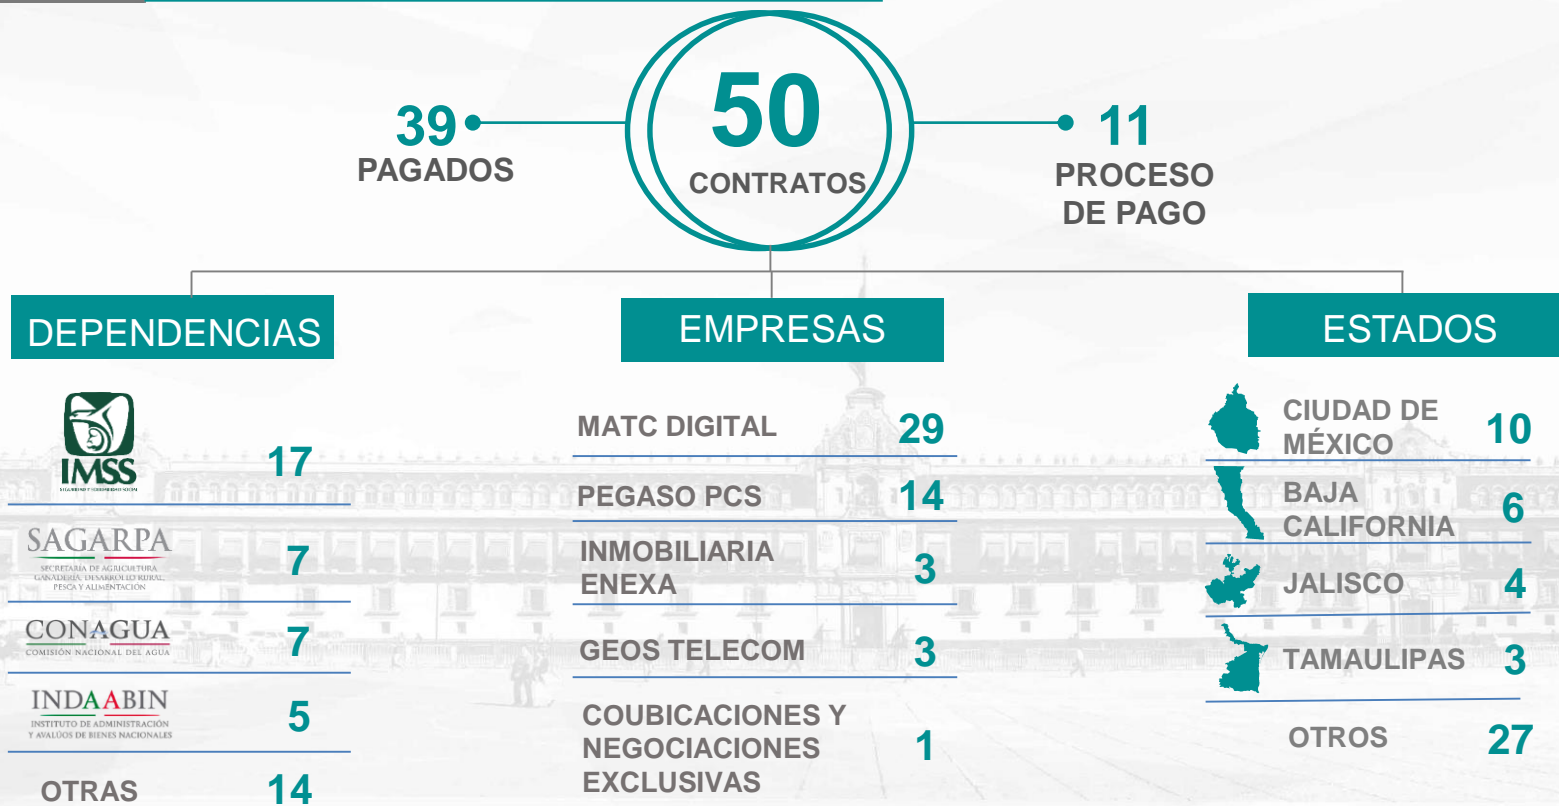 50
CONTRATOS
39
PAGADOS
11
PROCESO
DE PAGO
DEPENDENCIAS
IMSS
SEGURIDAD Y SOLIDARIDAD SOCIAL
17
SAGARPA
SECRETARÍA DE AGRICULTURA
GANADERÍA, DESARROLLO RURAL,
PESCA Y ALIMENTACIÓN
7
CONAGUA
COMISIÓN NACIONAL DEL AGUA
7
INDAABIN
INSTITUTO DE ADMINISTRACIÓN
Y AVALÚOS DE BIENES NACIONALES
5
OTRAS
14
EMPRESAS
MATC DIGITAL
29
PEGASO PCS
14
INMOBILIARIA
ENEXA
3
GEOS TELECOM
3
COUBICACIONES Y
NEGOCIACIONES
EXCLUSIVAS
1
ESTADOS
CIUDAD DE
MÉXICO
10
BAJA
CALIFORNIA
6
JALISCO
4
TAMAULIPAS
3
OTROS
27